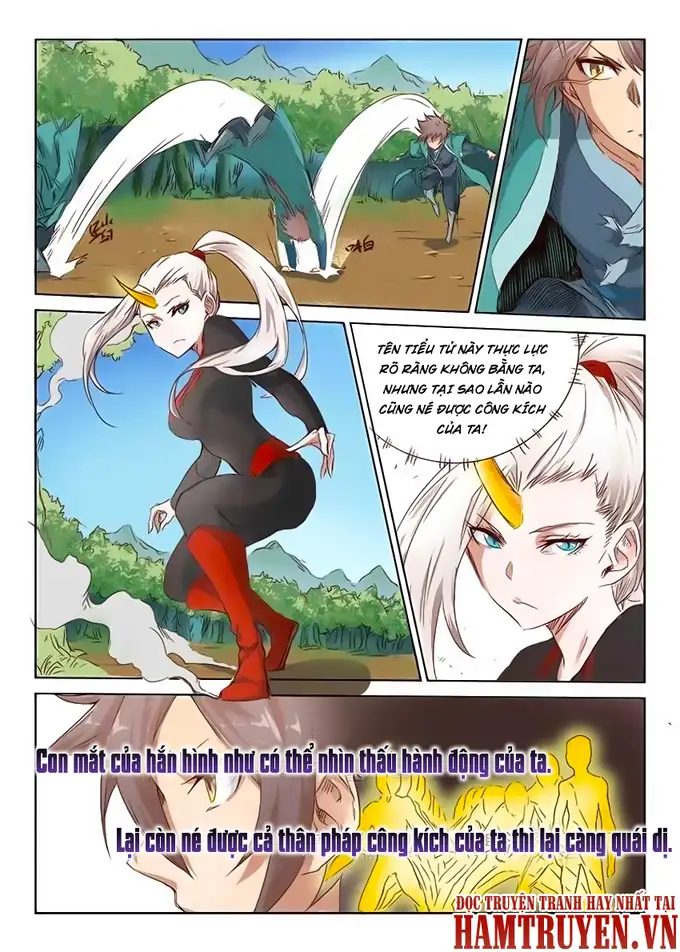 TÊN TIỂU TỬ NÀY THỰC LỰC
RÕ RÀNG KHÔNG BẰNG TA,
NHƯNG TẠI SAO LẦN NÀO
CŨNG NÉ ĐƯỢC CÔNG KÍCH
CỦA TA!
Con mắt của hắn hình như có thể nhìn thấu hành động của ta.
Lại còn né được cả thân pháp công kích của ta thì lại càng quái dị.
ĐỌC TRUYỆN TRANH HAY NHẤT TẠI
HAMTRUYEN.VN